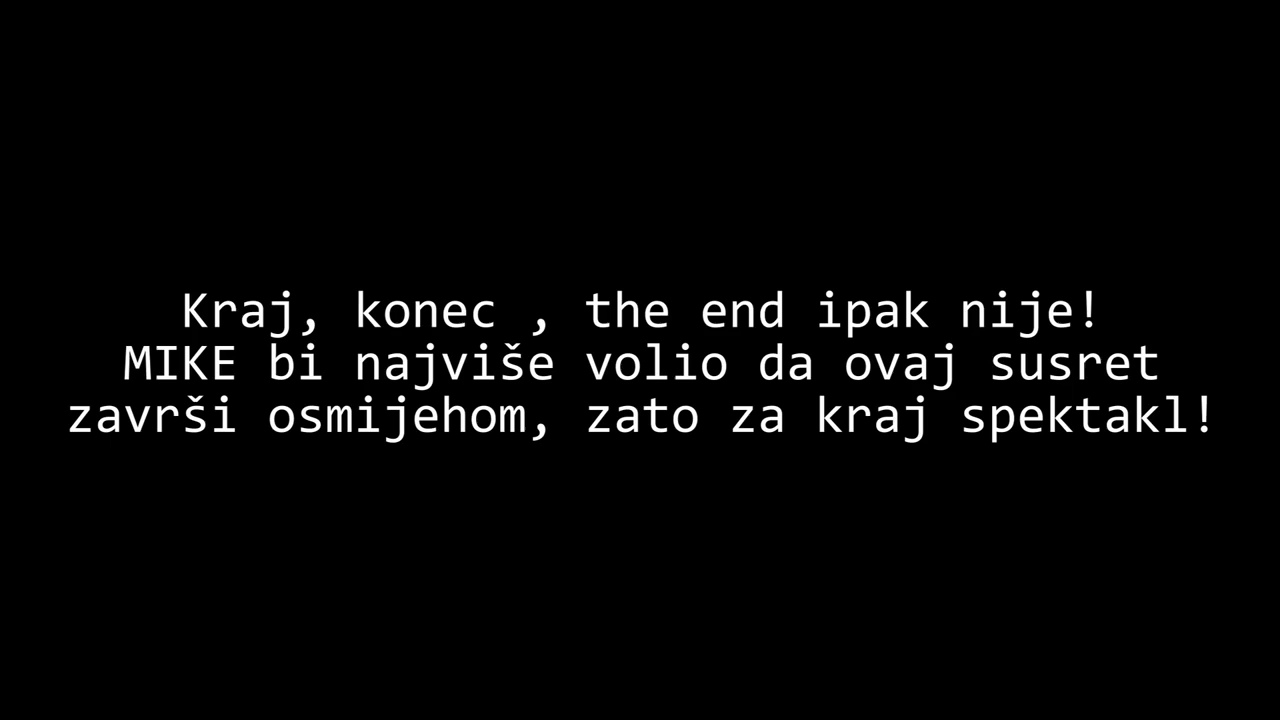 Kraj, konec , the end ipak nije!
MIKE bi najviše volio da ovaj susret
završi osmijehom, zato za kraj spektakl!